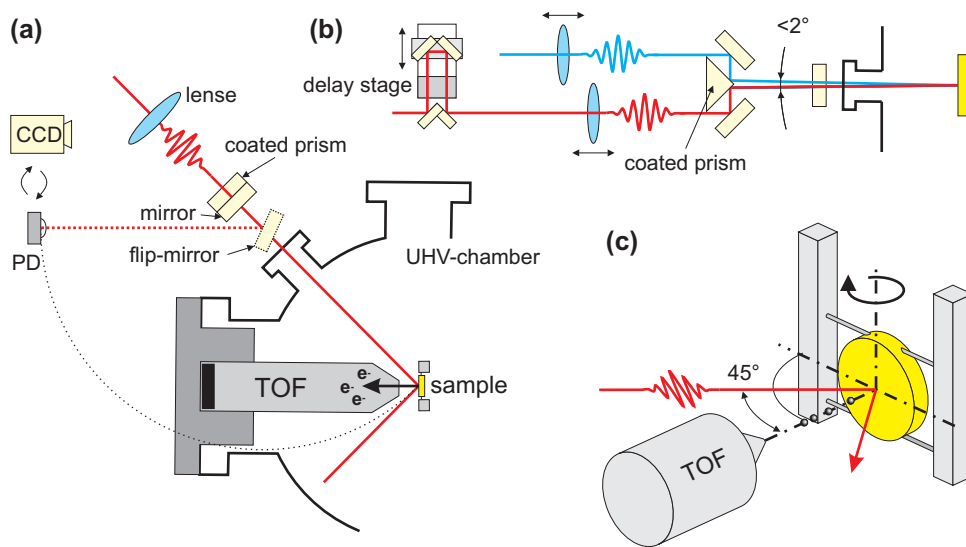 (a)
lense
CCD
coated prism
mirror
flip-mirror
PD
UHV-chamber
TOF
e-
e-
e-
sample
(b)
delay stage
<2°
coated prism
(c)
45°
TOF